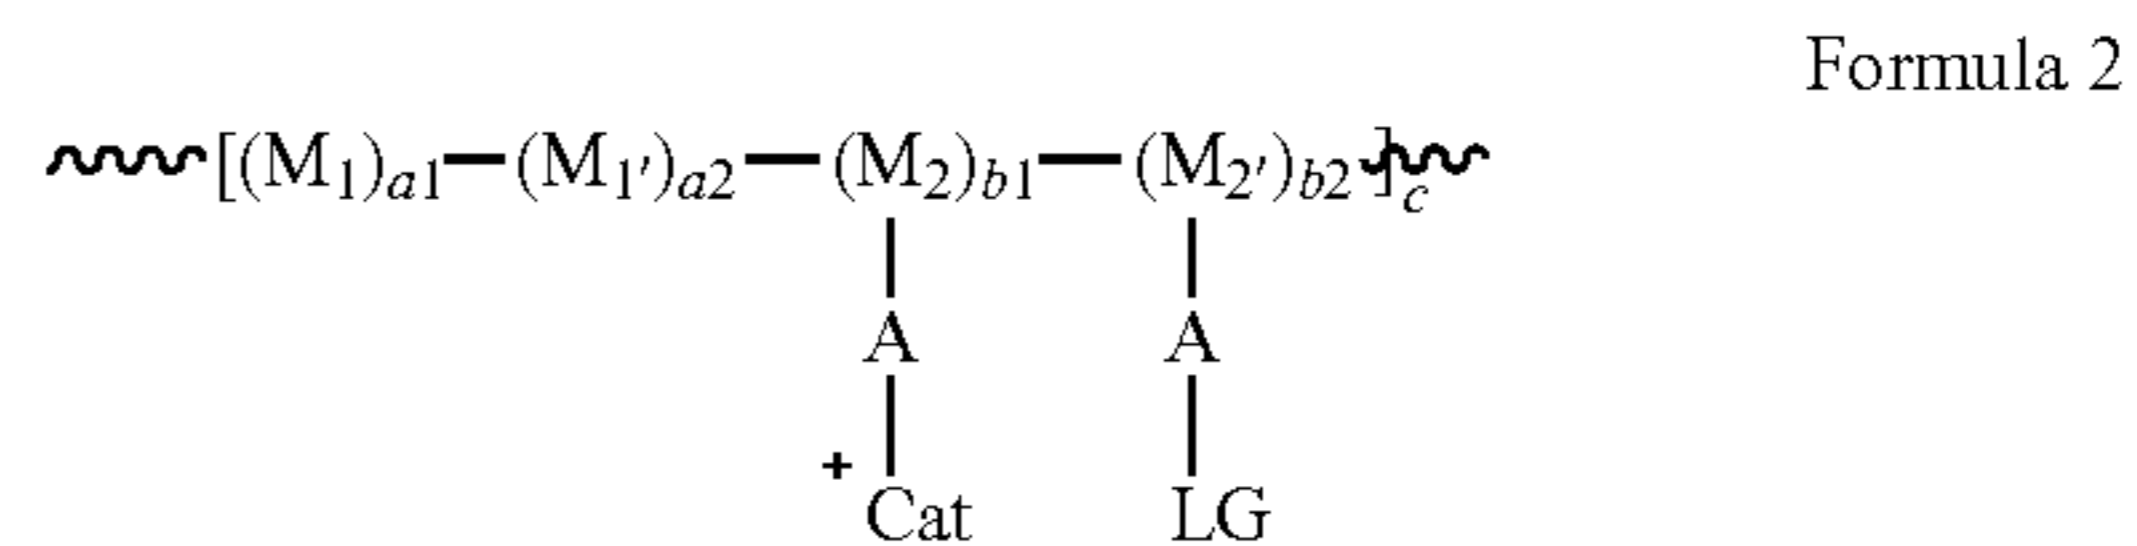 Formula 2
[(M₁)ₐ₁—(M₁′)ₐ₂—(M₂)b1—(M₂′)b2]c
A A
+Cat LG